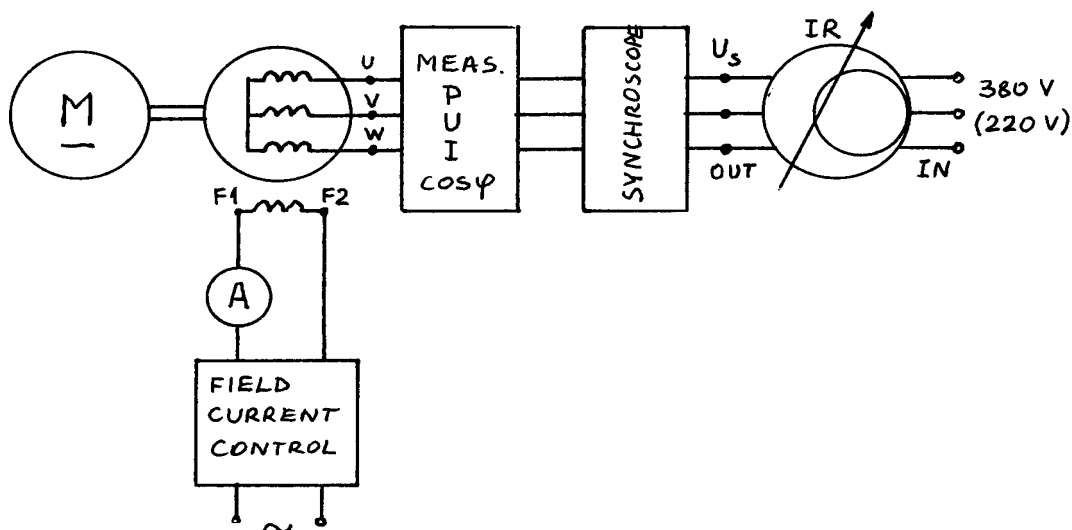 M
U
V
W
MEAS.
P
U
I
cosφ
SYNCHROSCOPE
Us
OUT
IR
380 V
(220 V)
IN
F1
F2
A
FIELD
CURRENT
CONTROL
~